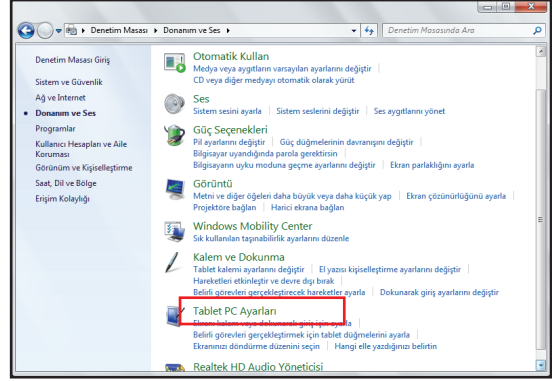 Denetim Masası ▸ Donanım ve Ses ▸
Denetim Masasında Ara
Denetim Masası Giriş
Sistem ve Güvenlik
Ağ ve İnternet
Donanım ve Ses
Programlar
Kullanıcı Hesapları ve Aile
Koruması
Görünüm ve Kişiselleştirme
Saat, Dil ve Bölge
Erişim Kolaylığı
Otomatik Kullan
Medya veya aygıtların varsayılan ayarlarını değiştir
CD veya diğer medyayı otomatik olarak yürüt
Ses
Sistem sesini ayarla | Sistem seslerini değiştir | Ses aygıtlarını yönet
Güç Seçenekleri
Pil ayarlarını değiştir | Güç düğmelerinin davranışını değiştir
Bilgisayar uyandığında parola gerektirsin
Bilgisayarın uyku moduna geçme ayarlarını değiştir | Ekran parlaklığını ayarla
Görüntü
Metni ve diğer öğeleri daha büyük veya daha küçük yap | Ekran çözünürlüğünü ayarla
Projektöre bağlan | Harici ekrana bağlan
Windows Mobility Center
Sık kullanılan taşınabilirlik ayarlarını düzenle
Kalem ve Dokunma
Tablet kalemi ayarlarını değiştir | El yazısı kişiselleştirme ayarlarını değiştir
Hareketleri etkinleştir ve devre dışı bırak
Belirli görevleri gerçekleştirecek hareketler ayarla | Dokunarak giriş ayarlarını değiştir
Tablet PC Ayarları
Ekranı kalem veya dokunarak giriş için ayarla
Belirli görevleri gerçekleştirmek için tablet düğmelerini ayarla
Ekranınızı döndürme düzenini seçin | Hangi elle yazdığınızı belirtin
Realtek HD Audio Yöneticisi